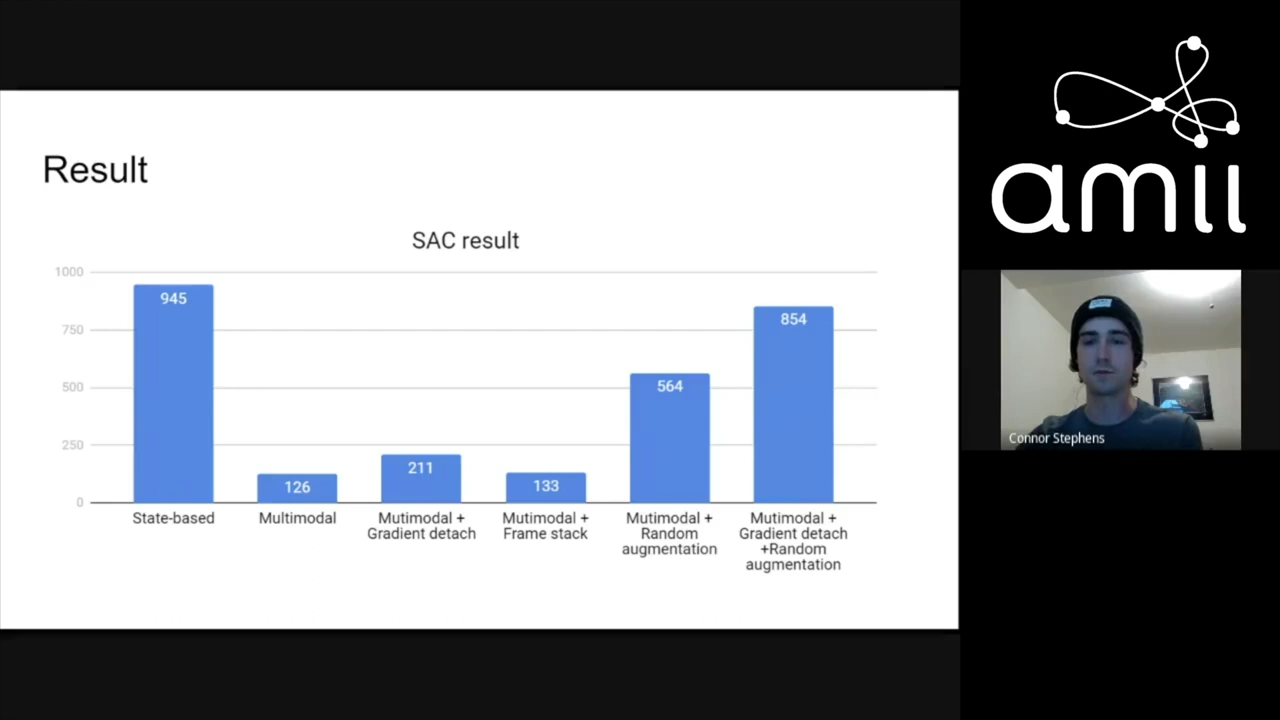 Result
SAC result
1000
750
500
250
0
945
126
211
133
564
854
State-based
Multimodal
Mutimodal +
Gradient detach
Mutimodal +
Frame stack
Mutimodal +
Random
augmentation
Mutimodal +
Gradient detach
+Random
augmentation
amii
Connor Stephens